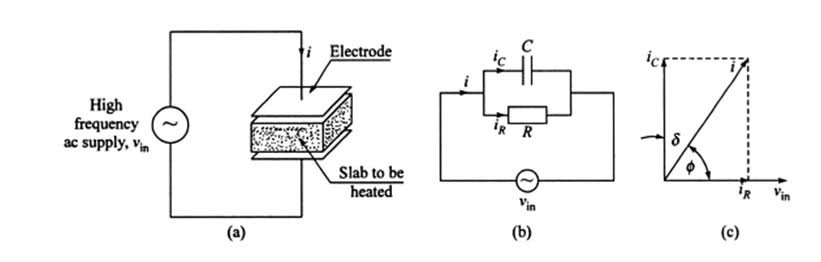 i
Electrode
High
frequency
ac supply, v_in
~
Slab to be
heated
(a)
i_C
C
i
i_R
R
~
v_in
(b)
i_C
i
δ
ϕ
i_R
v_in
(c)